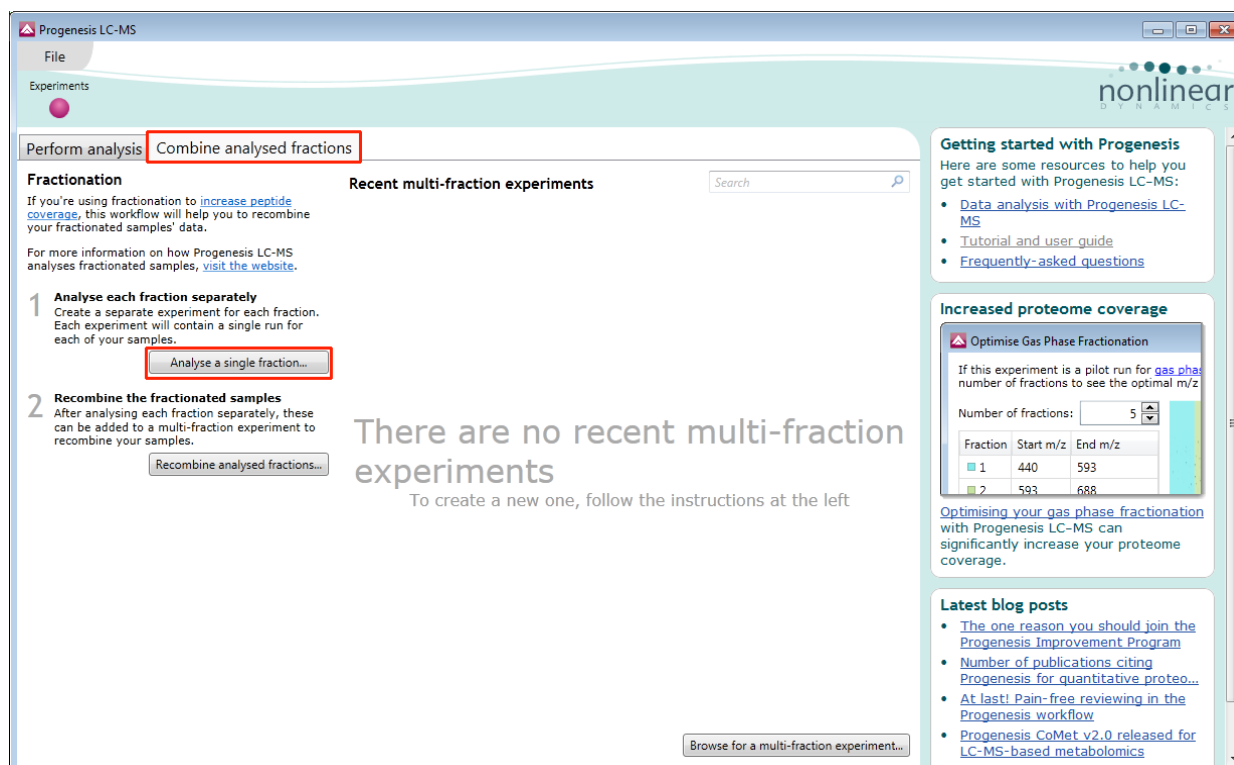 Progenesis LC-MS
File
Experiments
nonlinear
DYNAMICS
Perform analysis
Combine analysed fractions
Fractionation
If you're using fractionation to increase peptide
coverage, this workflow will help you to recombine
your fractionated samples' data.
For more information on how Progenesis LC-MS
analyses fractionated samples, visit the website.
1 Analyse each fraction separately
Create a separate experiment for each fraction.
Each experiment will contain a single run for
each of your samples.
Analyse a single fraction...
2 Recombine the fractionated samples
After analysing each fraction separately, these
can be added to a multi-fraction experiment to
recombine your samples.
Recombine analysed fractions...
Recent multi-fraction experiments
Search
There are no recent multi-fraction
experiments
To create a new one, follow the instructions at the left
Browse for a multi-fraction experiment...
Getting started with Progenesis
Here are some resources to help you
get started with Progenesis LC-MS:
• Data analysis with Progenesis LC-
MS
• Tutorial and user guide
• Frequently-asked questions
Increased proteome coverage
Optimise Gas Phase Fractionation
If this experiment is a pilot run for gas phas
number of fractions to see the optimal m/z
Number of fractions: 5
Fraction Start m/z End m/z
1 440 593
2 593 688
Optimising your gas phase fractionation
with Progenesis LC-MS can
significantly increase your proteome
coverage.
Latest blog posts
• The one reason you should join the
Progenesis Improvement Program
• Number of publications citing
Progenesis for quantitative proteo...
• At last! Pain-free reviewing in the
Progenesis workflow
• Progenesis CoMet v2.0 released for
LC-MS-based metabolomics